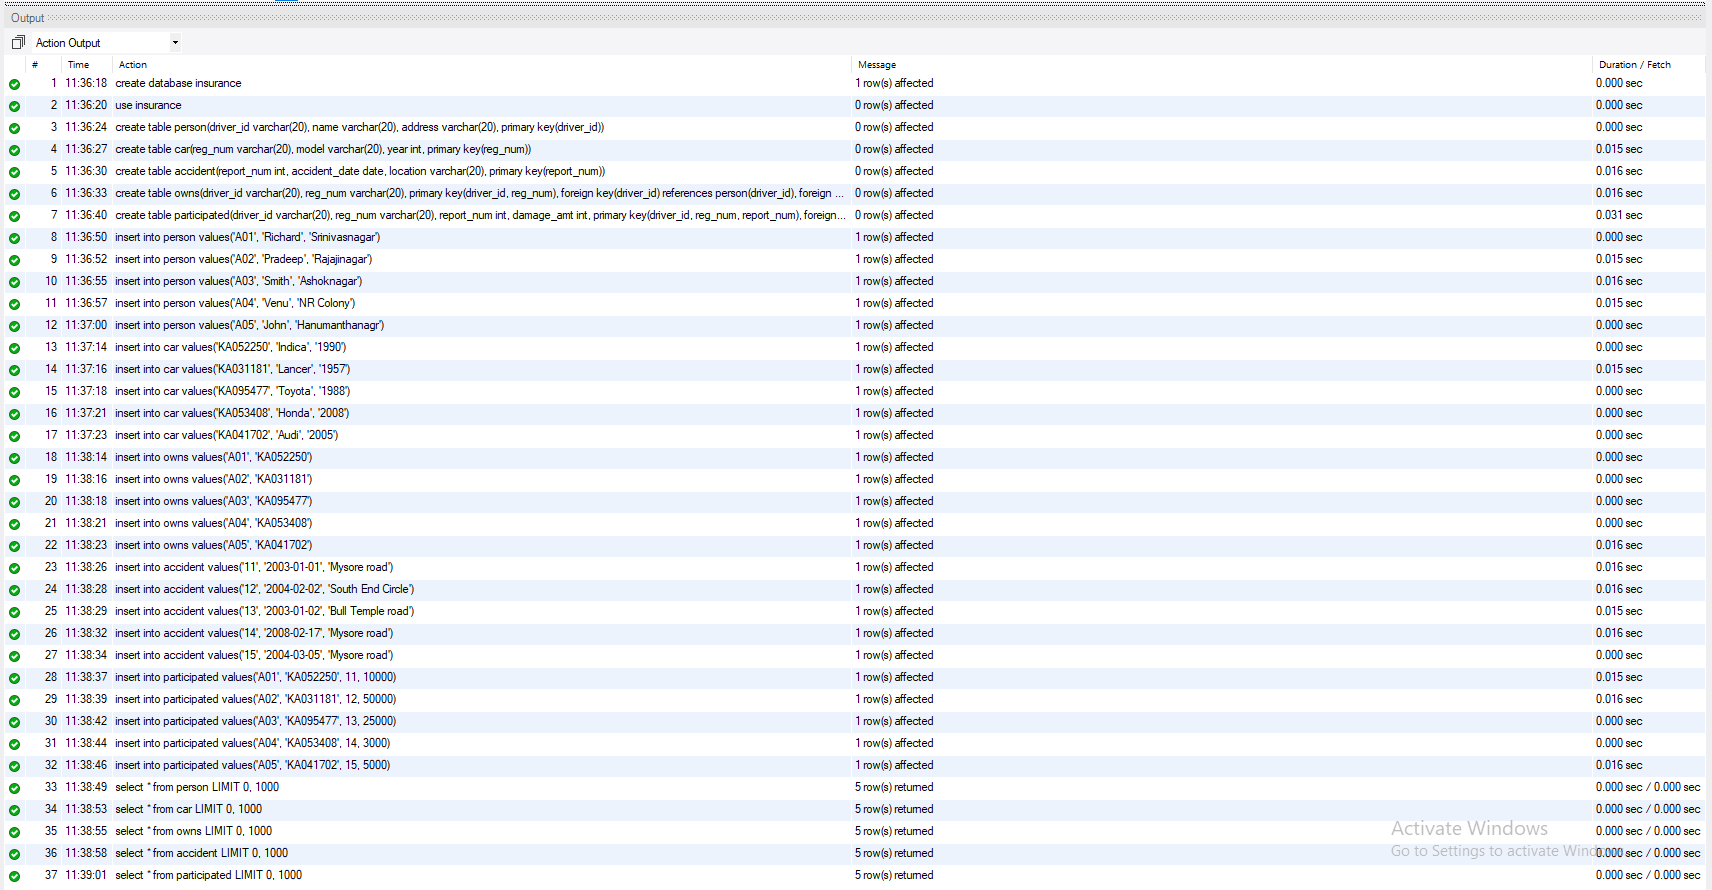 Output
Action Output
# Time Action Message Duration / Fetch
1 11:36:18 create database insurance 1 row(s) affected 0.000 sec
2 11:36:20 use insurance 0 row(s) affected 0.000 sec
3 11:36:24 create table person(driver_id varchar(20), name varchar(20), address varchar(20), primary key(driver_id)) 0 row(s) affected 0.000 sec
4 11:36:27 create table car(reg_num varchar(20), model varchar(20), year int, primary key(reg_num)) 0 row(s) affected 0.015 sec
5 11:36:30 create table accident(report_num int, accident_date date, location varchar(20), primary key(report_num)) 0 row(s) affected 0.016 sec
6 11:36:33 create table owns(driver_id varchar(20), reg_num varchar(20), primary key(driver_id, reg_num), foreign key(driver_id) references person(driver_id), foreign ... 0 row(s) affected 0.016 sec
7 11:36:40 create table participated(driver_id varchar(20), reg_num varchar(20), report_num int, damage_amt int, primary key(driver_id, reg_num, report_num), foreign... 0 row(s) affected 0.031 sec
8 11:36:50 insert into person values('A01', 'Richard', 'Srinivasnagar') 1 row(s) affected 0.000 sec
9 11:36:52 insert into person values('A02', 'Pradeep', 'Rajajinagar') 1 row(s) affected 0.015 sec
10 11:36:55 insert into person values('A03', 'Smith', 'Ashoknagar') 1 row(s) affected 0.016 sec
11 11:36:57 insert into person values('A04', 'Venu', 'NR Colony') 1 row(s) affected 0.015 sec
12 11:37:00 insert into person values('A05', 'John', 'Hanumanthanagr') 1 row(s) affected 0.000 sec
13 11:37:14 insert into car values('KA052250', 'Indica', '1990') 1 row(s) affected 0.000 sec
14 11:37:16 insert into car values('KA031181', 'Lancer', '1957') 1 row(s) affected 0.015 sec
15 11:37:18 insert into car values('KA095477', 'Toyota', '1988') 1 row(s) affected 0.000 sec
16 11:37:21 insert into car values('KA053408', 'Honda', '2008') 1 row(s) affected 0.000 sec
17 11:37:23 insert into car values('KA041702', 'Audi', '2005') 1 row(s) affected 0.000 sec
18 11:38:14 insert into owns values('A01', 'KA052250') 1 row(s) affected 0.000 sec
19 11:38:16 insert into owns values('A02', 'KA031181') 1 row(s) affected 0.000 sec
20 11:38:18 insert into owns values('A03', 'KA095477') 1 row(s) affected 0.000 sec
21 11:38:21 insert into owns values('A04', 'KA053408') 1 row(s) affected 0.000 sec
22 11:38:23 insert into owns values('A05', 'KA041702') 1 row(s) affected 0.016 sec
23 11:38:26 insert into accident values('11', '2003-01-01', 'Mysore road') 1 row(s) affected 0.016 sec
24 11:38:28 insert into accident values('12', '2004-02-02', 'South End Circle') 1 row(s) affected 0.016 sec
25 11:38:29 insert into accident values('13', '2003-01-02', 'Bull Temple road') 1 row(s) affected 0.015 sec
26 11:38:32 insert into accident values('14', '2008-02-17', 'Mysore road') 1 row(s) affected 0.016 sec
27 11:38:34 insert into accident values('15', '2004-03-05', 'Mysore road') 1 row(s) affected 0.000 sec
28 11:38:37 insert into participated values('A01', 'KA052250', 11, 10000) 1 row(s) affected 0.015 sec
29 11:38:39 insert into participated values('A02', 'KA031181', 12, 50000) 1 row(s) affected 0.016 sec
30 11:38:42 insert into participated values('A03', 'KA095477', 13, 25000) 1 row(s) affected 0.000 sec
31 11:38:44 insert into participated values('A04', 'KA053408', 14, 3000) 1 row(s) affected 0.000 sec
32 11:38:46 insert into participated values('A05', 'KA041702', 15, 5000) 1 row(s) affected 0.016 sec
33 11:38:49 select * from person LIMIT 0, 1000 5 row(s) returned 0.000 sec / 0.000 sec
34 11:38:53 select * from car LIMIT 0, 1000 5 row(s) returned 0.000 sec / 0.000 sec
35 11:38:55 select * from owns LIMIT 0, 1000 5 row(s) returned 0.000 sec / 0.000 sec
Activate Windows
36 11:38:58 select * from accident LIMIT 0, 1000 5 row(s) returned 0.000 sec / 0.000 sec
Go to Settings to activate Windows
37 11:39:01 select * from participated LIMIT 0, 1000 5 row(s) returned 0.000 sec / 0.000 sec